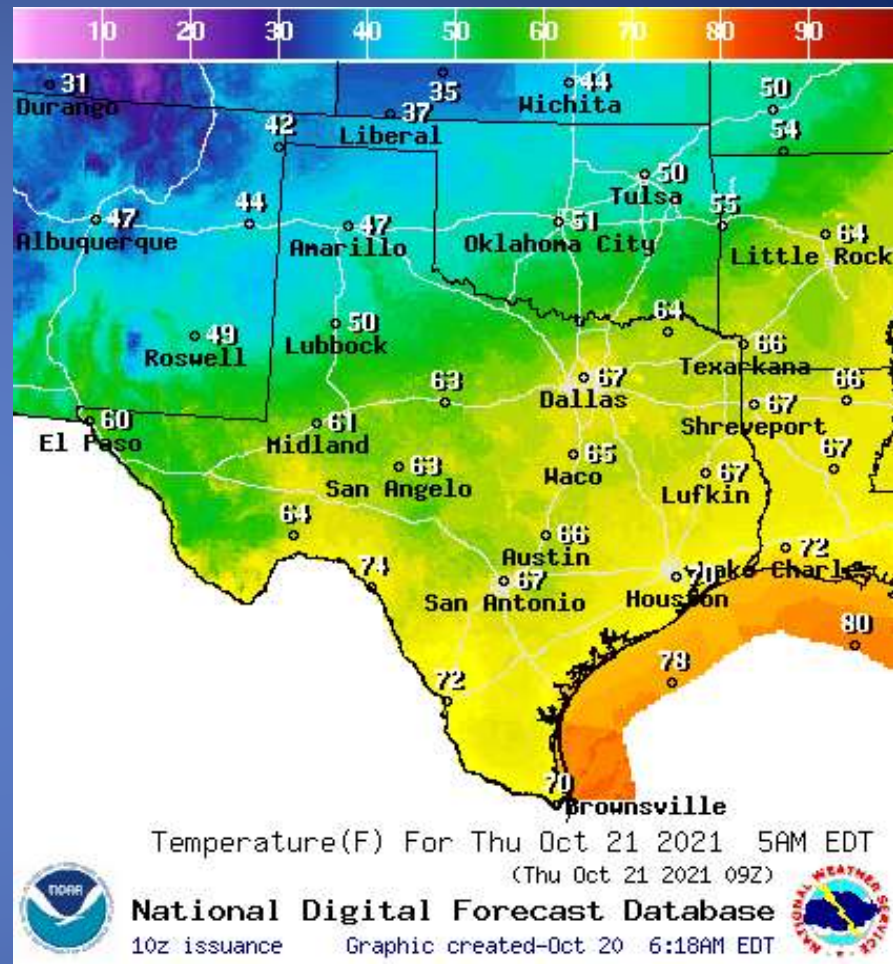 10 20 30 40 50 60 70 80 90
31
Durango
35
44
Wichita
50
37
Liberal
42
54
50
Tulsa
47
Albuquerque
44
47
Amarillo
51
Oklahoma City
55
64
Little Rock
49
Roswell
50
Lubbock
64
66
Texarkana
67
Dallas
63
66
67
Shreveport
60
El Paso
61
Midland
63
San Angelo
65
Waco
67
Lufkin
67
64
66
Austin
72
Lake Charles
74
67
San Antonio
70
Houston
80
78
72
70
Brownsville
Temperature(F) For Thu Oct 21 2021 5AM EDT
(Thu Oct 21 2021 09Z)
NOAA
National Digital Forecast Database
10z issuance Graphic created-Oct 20 6:18AM EDT
NATIONAL WEATHER SERVICE